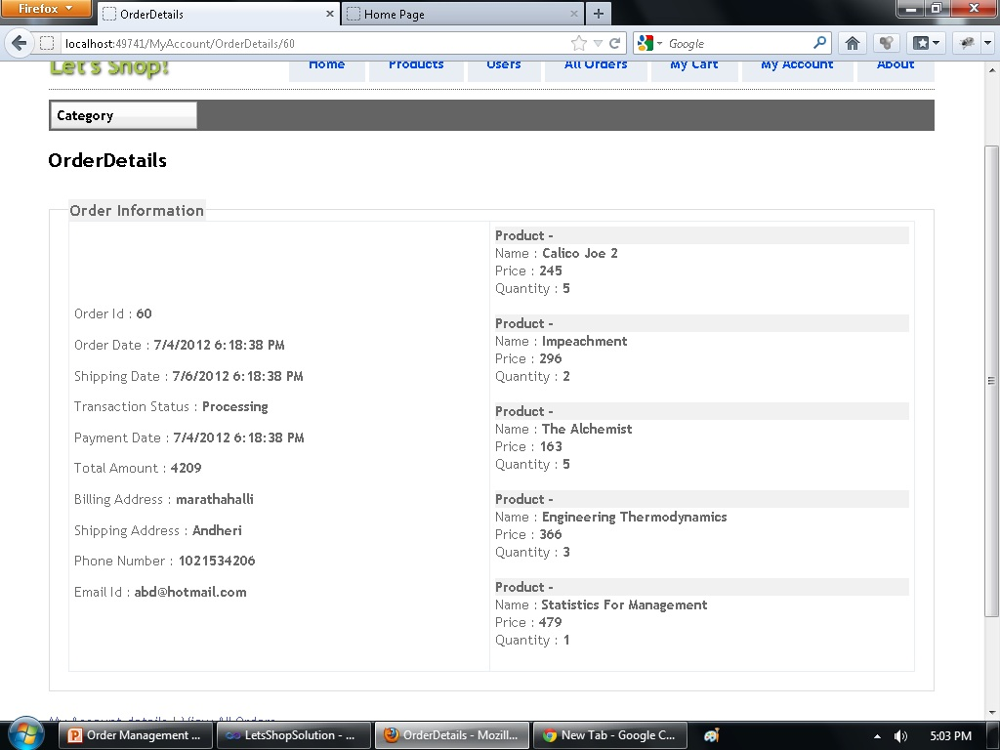 Firefox
OrderDetails
Home Page
localhost:49741/MyAccount/OrderDetails/60
Google
Let's Shop!
Home Products Users All Orders My Cart My Account About
Category
OrderDetails
Order Information
Order Id : 60
Order Date : 7/4/2012 6:18:38 PM
Shipping Date : 7/6/2012 6:18:38 PM
Transaction Status : Processing
Payment Date : 7/4/2012 6:18:38 PM
Total Amount : 4209
Billing Address : marathahalli
Shipping Address : Andheri
Phone Number : 1021534206
Email Id : abd@hotmail.com
Product -
Name : Calico Joe 2
Price : 245
Quantity : 5
Product -
Name : Impeachment
Price : 296
Quantity : 2
Product -
Name : The Alchemist
Price : 163
Quantity : 5
Product -
Name : Engineering Thermodynamics
Price : 366
Quantity : 3
Product -
Name : Statistics For Management
Price : 479
Quantity : 1
My Account details | View All Orders
Order Management ...
LetsShopSolution - ...
OrderDetails - Mozill...
New Tab - Google C...
5:03 PM